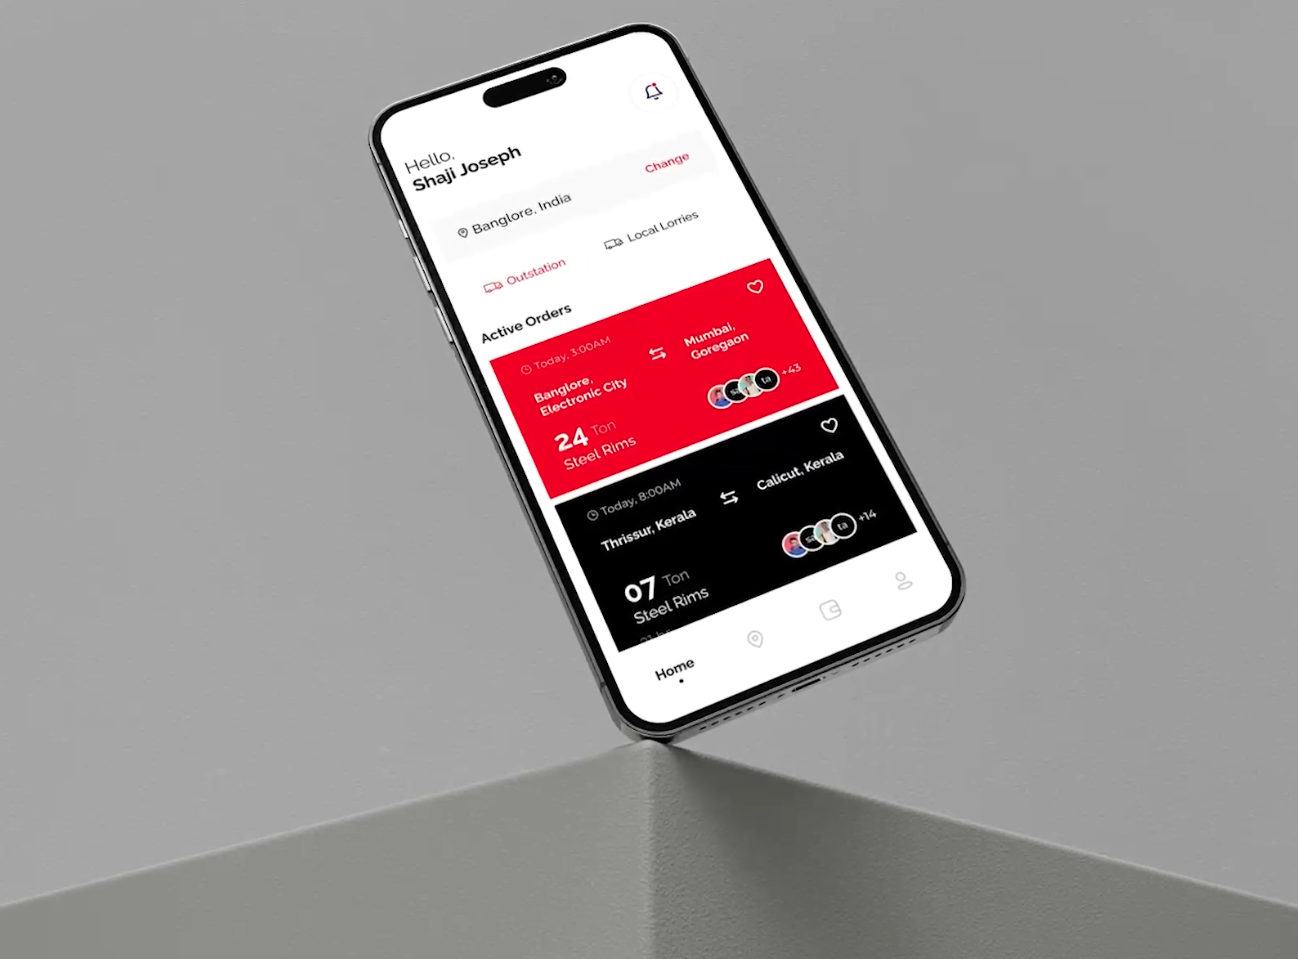 Hello,
Shaji Joseph
Banglore, India
Change
Outstation
Local Lorries
Active Orders
Today, 3:00AM
Banglore,
Electronic City
Mumbai,
Goregaon
24 Ton
Steel Rims
ta
+43
Today, 8:00AM
Thrissur, Kerala
Calicut, Kerala
07 Ton
Steel Rims
ta
+14
Home